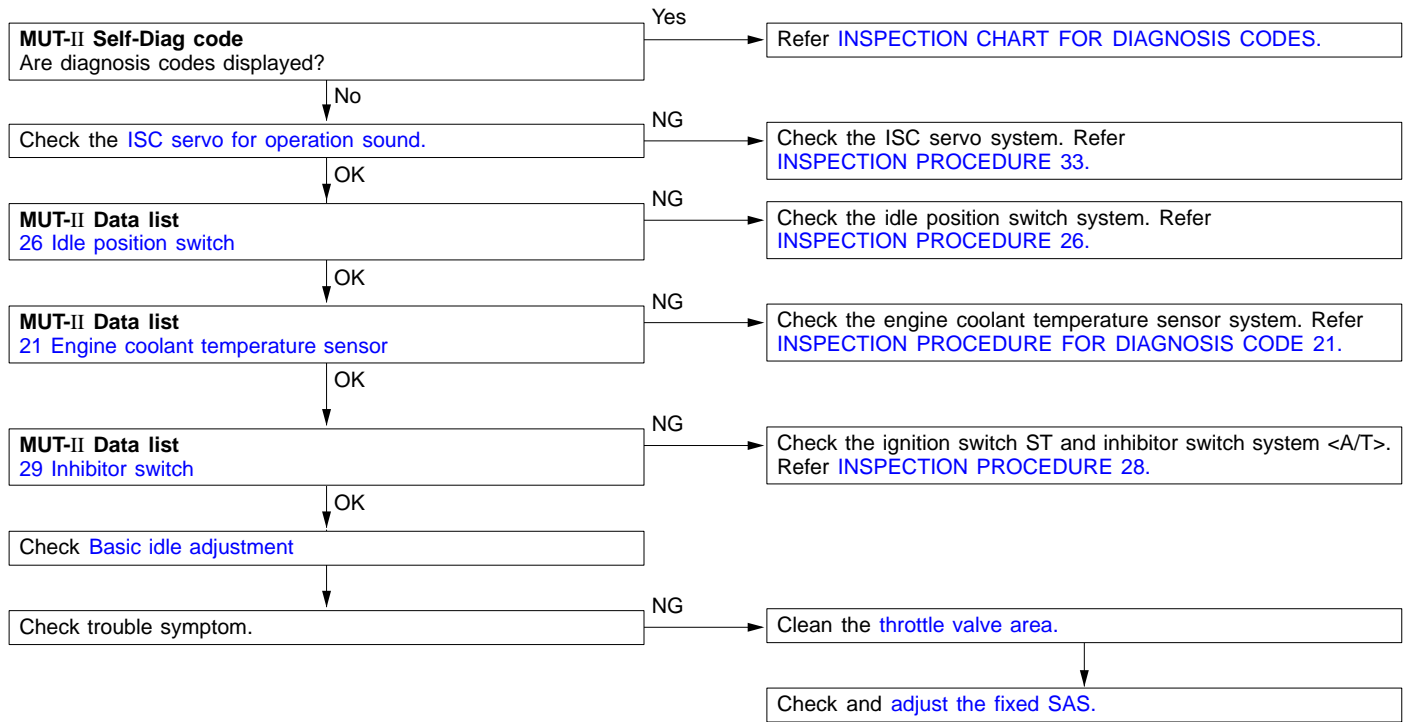 Yes
MUT-II Self-Diag code
Are diagnosis codes displayed?
Refer INSPECTION CHART FOR DIAGNOSIS CODES.
No
Check the ISC servo for operation sound.
NG
Check the ISC servo system. Refer
INSPECTION PROCEDURE 33.
OK
MUT-II Data list
26 Idle position switch
NG
Check the idle position switch system. Refer
INSPECTION PROCEDURE 26.
OK
MUT-II Data list
21 Engine coolant temperature sensor
NG
Check the engine coolant temperature sensor system. Refer
INSPECTION PROCEDURE FOR DIAGNOSIS CODE 21.
OK
MUT-II Data list
29 Inhibitor switch
NG
Check the ignition switch ST and inhibitor switch system <A/T>.
Refer INSPECTION PROCEDURE 28.
OK
Check Basic idle adjustment
Check trouble symptom.
NG
Clean the throttle valve area.
Check and adjust the fixed SAS.